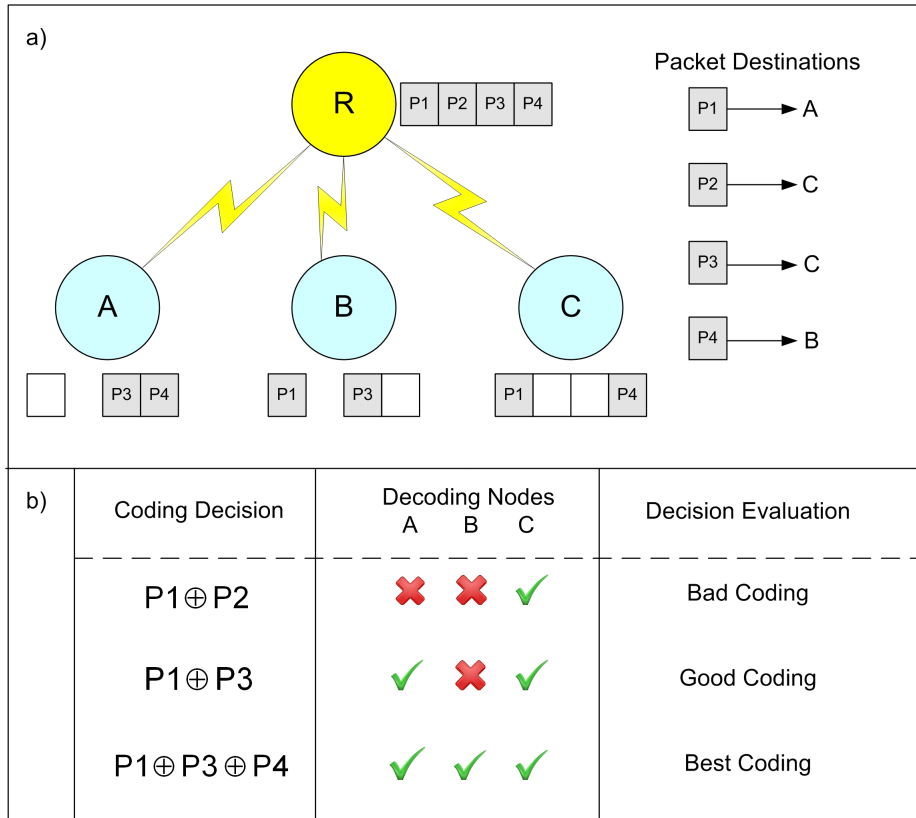 a)
R
P1 P2 P3 P4
Packet Destinations
P1 A
P2 C
P3 C
P4 B
A
B
C
P3 P4
P1
P3
P1
P4
b)
Coding Decision
Decoding Nodes
A B C
Decision Evaluation
P1⊕P2
Bad Coding
P1⊕P3
Good Coding
P1⊕P3⊕P4
Best Coding